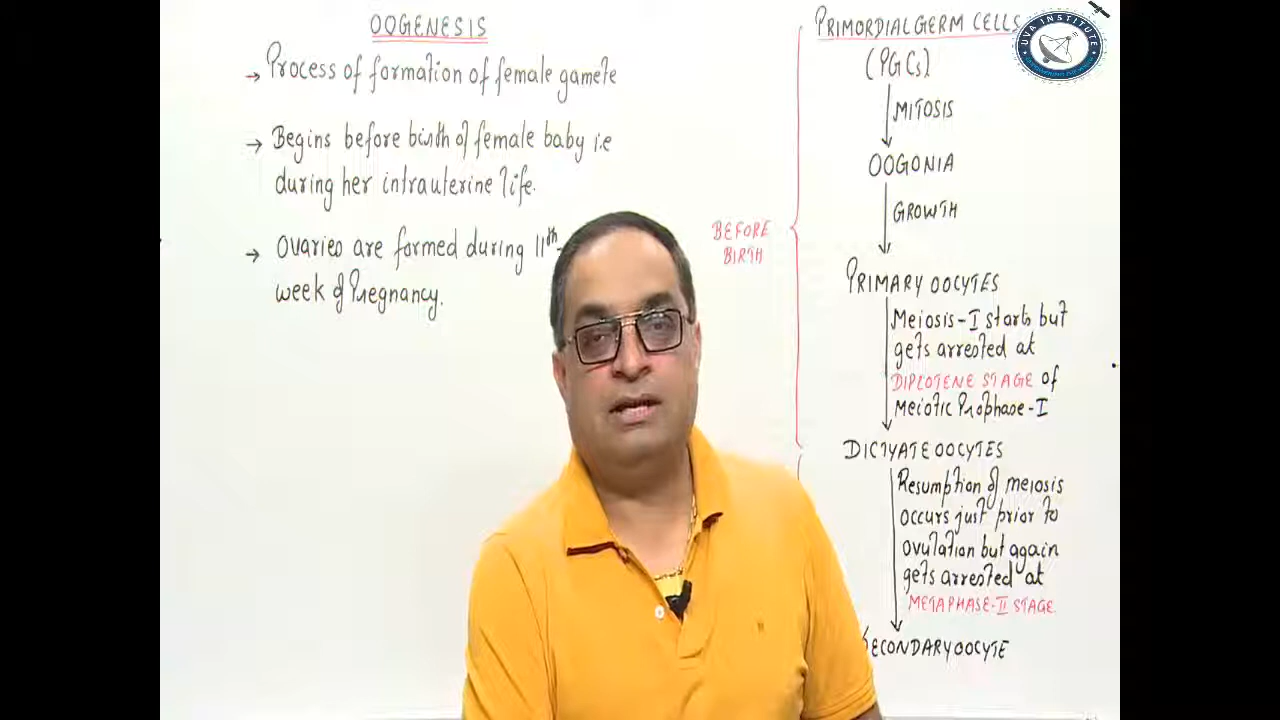 OOGENESIS
→ Process of formation of female gamete
→ Begins before birth of female baby i.e
during her intrauterine life.
→ Ovaries are formed during 11th
week of Pregnancy.
BEFORE
BIRTH
PRIMORDIAL GERM CELLS
(PGCs)
MITOSIS
OOGONIA
GROWTH
PRIMARY OOCYTES
Meiosis-I starts but
gets arrested at
DIPLOTENE STAGE of
Meiotic Prophase-I
DICTYATE OOCYTES
Resumption of meiosis
occurs just prior to
ovulation but again
gets arrested at
METAPHASE-II STAGE.
SECONDARY OOCYTE
UVA INSTITUTE